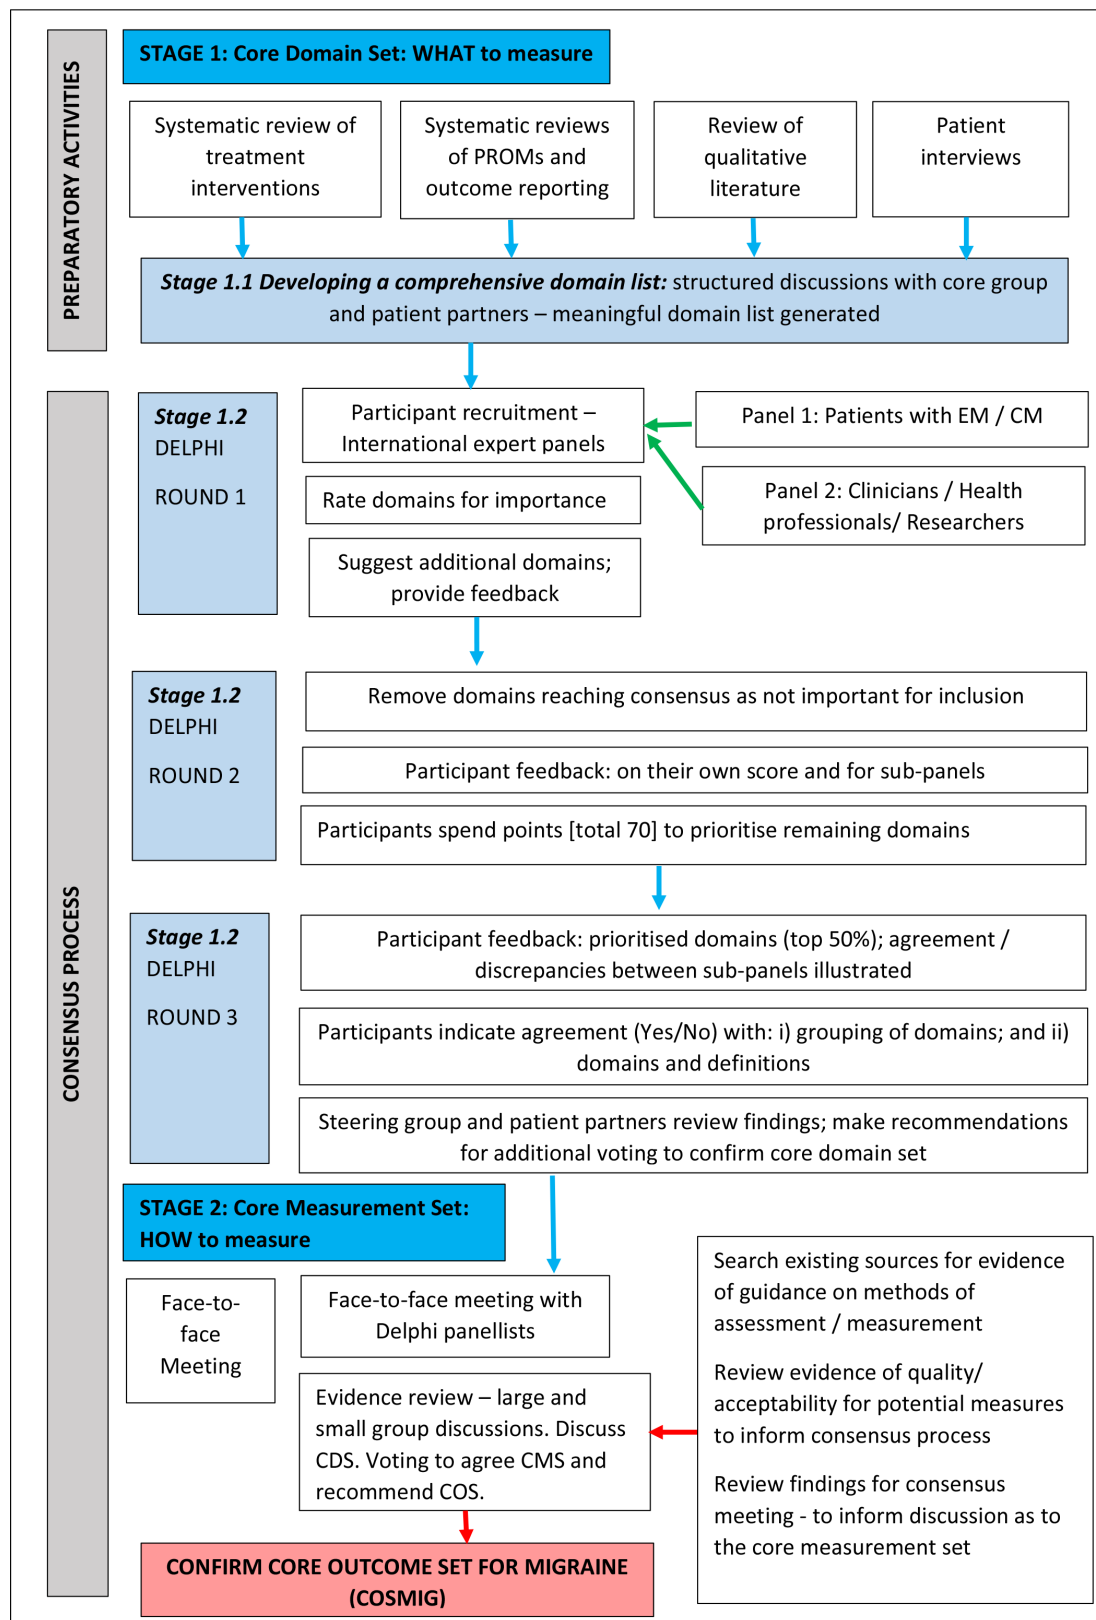 PREPARATORY ACTIVITIES
STAGE 1: Core Domain Set: WHAT to measure
Systematic review of
treatment
interventions
Systematic reviews
of PROMs and
outcome reporting
Review of
qualitative
literature
Patient
interviews
Stage 1.1 Developing a comprehensive domain list: structured discussions with core group
and patient partners – meaningful domain list generated
CONSENSUS PROCESS
Stage 1.2
DELPHI
ROUND 1
Participant recruitment –
International expert panels
Panel 1: Patients with EM / CM
Panel 2: Clinicians / Health
professionals/ Researchers
Rate domains for importance
Suggest additional domains;
provide feedback
Stage 1.2
DELPHI
ROUND 2
Remove domains reaching consensus as not important for inclusion
Participant feedback: on their own score and for sub-panels
Participants spend points [total 70] to prioritise remaining domains
Stage 1.2
DELPHI
ROUND 3
Participant feedback: prioritised domains (top 50%); agreement /
discrepancies between sub-panels illustrated
Participants indicate agreement (Yes/No) with: i) grouping of domains; and ii)
domains and definitions
Steering group and patient partners review findings; make recommendations
for additional voting to confirm core domain set
STAGE 2: Core Measurement Set:
HOW to measure
Face-to-
face
Meeting
Face-to-face meeting with
Delphi panellists
Evidence review – large and
small group discussions. Discuss
CDS. Voting to agree CMS and
recommend COS.
Search existing sources for evidence
of guidance on methods of
assessment / measurement
Review evidence of quality/
acceptability for potential measures
to inform consensus process
Review findings for consensus
meeting - to inform discussion as to
the core measurement set
CONFIRM CORE OUTCOME SET FOR MIGRAINE
(COSMIG)